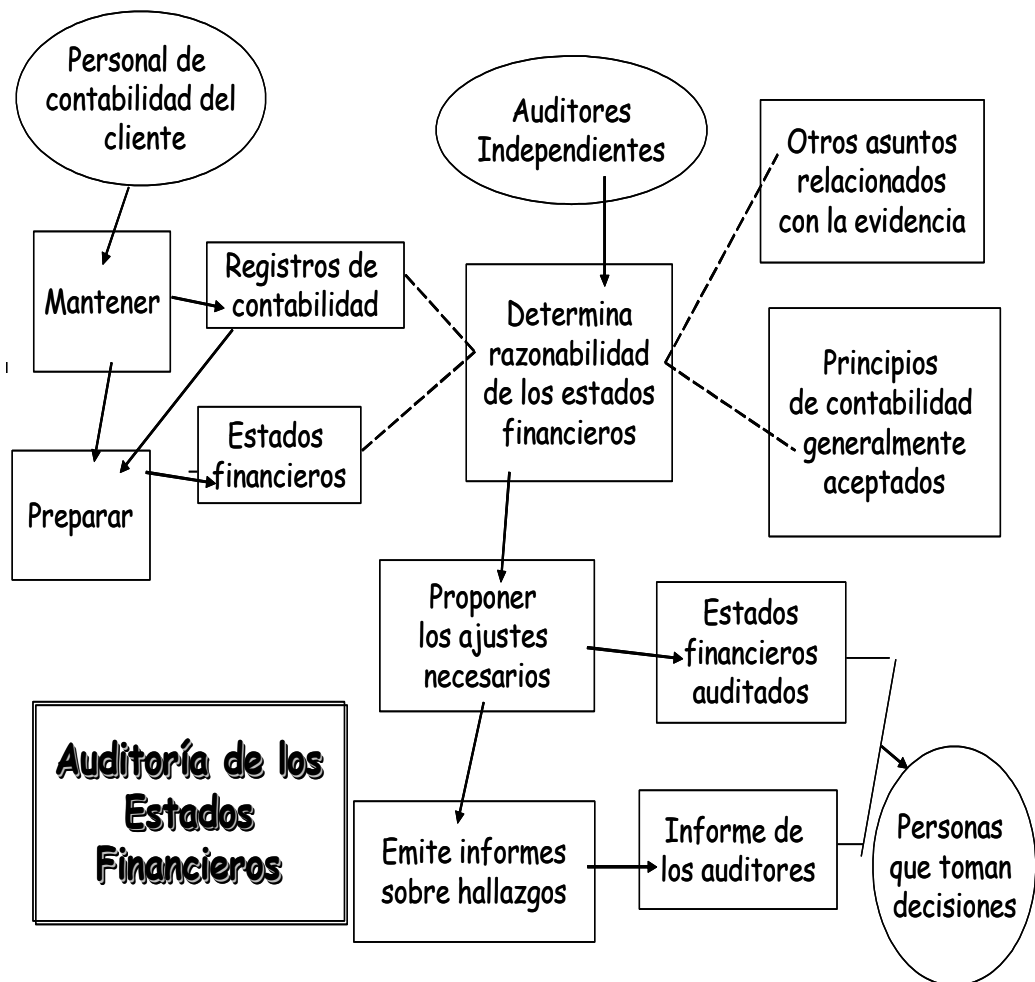 Personal de
contabilidad del
cliente
Auditores
Independientes
Otros asuntos
relacionados
con la evidencia
Mantener
Registros de
contabilidad
Determina
razonabilidad
de los estados
financieros
Principios
de contabilidad
generalmente
aceptados
Preparar
Estados
financieros
Proponer
los ajustes
necesarios
Estados
financieros
auditados
Auditoría de los
Estados
Financieros
Emite informes
sobre hallazgos
Informe de
los auditores
Personas
que toman
decisiones